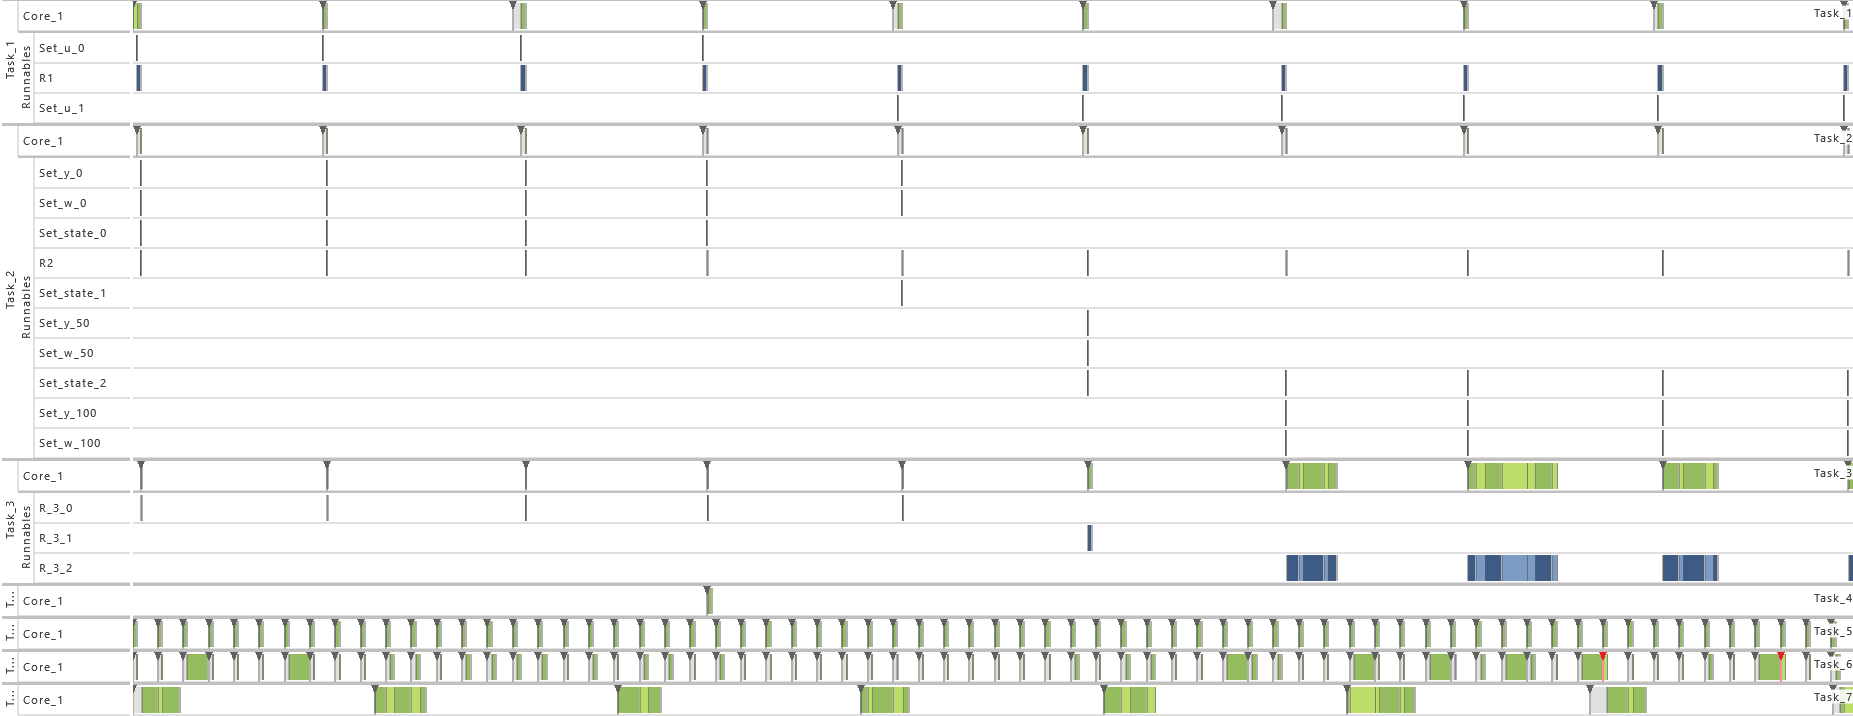 Core_1
Task_1
Task_1
Runnables
Set_u_0
R1
Set_u_1
Core_1
Task_2
Task_2
Runnables
Set_y_0
Set_w_0
Set_state_0
R2
Set_state_1
Set_y_50
Set_w_50
Set_state_2
Set_y_100
Set_w_100
Core_1
Task_3
Task_3
Runnables
R_3_0
R_3_1
R_3_2
T...
Core_1
Task_4
T...
Core_1
Task_5
T...
Core_1
Task_6
T...
Core_1
Task_7